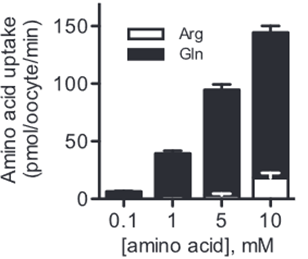 Amino acid uptake
(pmol/oocyte/min)
150
100
50
0
Arg
Gln
0.1 1 5 10
[amino acid], mM